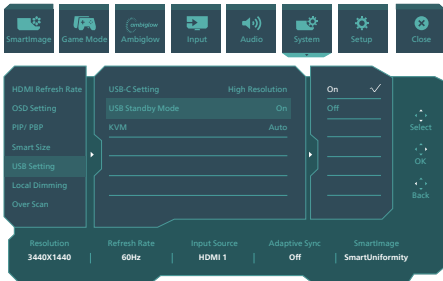 ambiglow
SmartImage
Game Mode
Ambiglow
Input
Audio
System
Setup
Close
HDMI Refresh Rate
OSD Setting
PIP/ PBP
Smart Size
USB Setting
Local Dimming
Over Scan
USB-C Setting High Resolution
USB Standby Mode On
KVM Auto
On
Off
Select
OK
Back
Resolution
3440X1440
Refresh Rate
60Hz
Input Source
HDMI 1
Adaptive Sync
Off
SmartImage
SmartUniformity